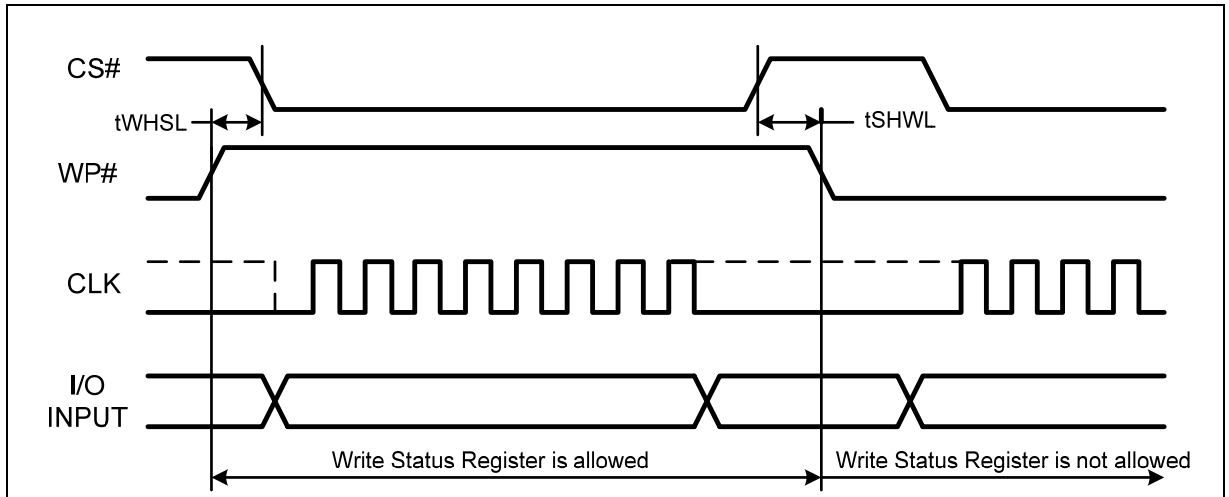 CS#
tWHSL
tSHWL
WP#
CLK
I/O
INPUT
Write Status Register is allowed
Write Status Register is not allowed